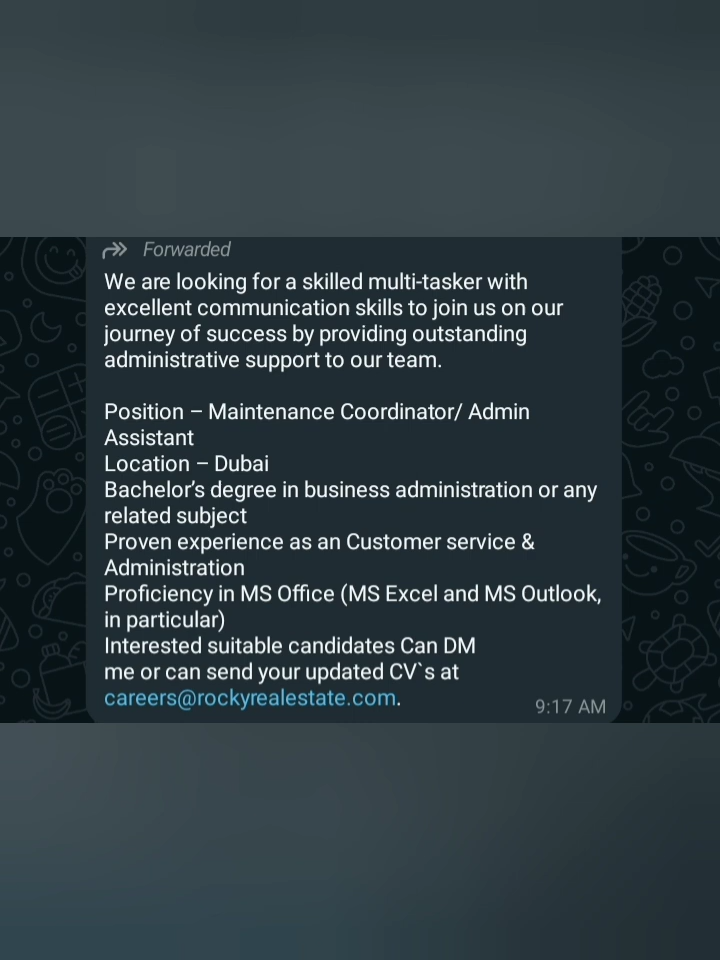 Forwarded
We are looking for a skilled multi-tasker with
excellent communication skills to join us on our
journey of success by providing outstanding
administrative support to our team.
Position – Maintenance Coordinator/ Admin
Assistant
Location – Dubai
Bachelor’s degree in business administration or any
related subject
Proven experience as an Customer service &
Administration
Proficiency in MS Office (MS Excel and MS Outlook,
in particular)
Interested suitable candidates Can DM
me or can send your updated CV`s at
careers@rockyrealestate.com.
9:17 AM